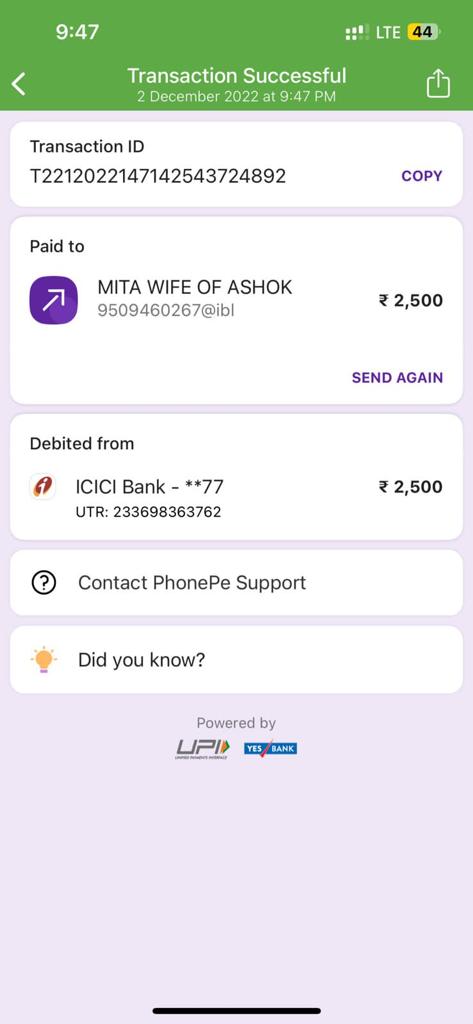 9:47
LTE 44
Transaction Successful
2 December 2022 at 9:47 PM
Transaction ID
T2212022147142543724892
COPY
Paid to
MITA WIFE OF ASHOK
9509460267@ibl
₹ 2,500
SEND AGAIN
Debited from
ICICI Bank - **77
₹ 2,500
UTR: 233698363762
Contact PhonePe Support
Did you know?
Powered by
UPI
UNIFIED PAYMENTS INTERFACE
YES BANK